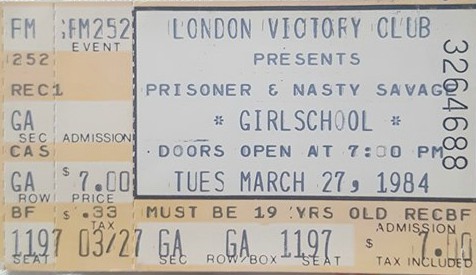 FM :FM252 LONDON VICTORY CLUB
EVENT
252 PRESENTS
REC1 PRISONER & NASTY SAVAGE
GA * GIRLSCHOOL *
SEC ADMISSION
CAS DOORS OPEN AT 7:00 PM
GA $ 7.00 TUES MARCH 27, 1984
ROW PRICE
BF $ .33 MUST BE 19 YRS OLD RECBF
TAX ADMISSION
1197 03/27 GA GA 1197 $ 7.00
SEAT SEC ROW/BOX SEAT TAX INCLUDED
3264688